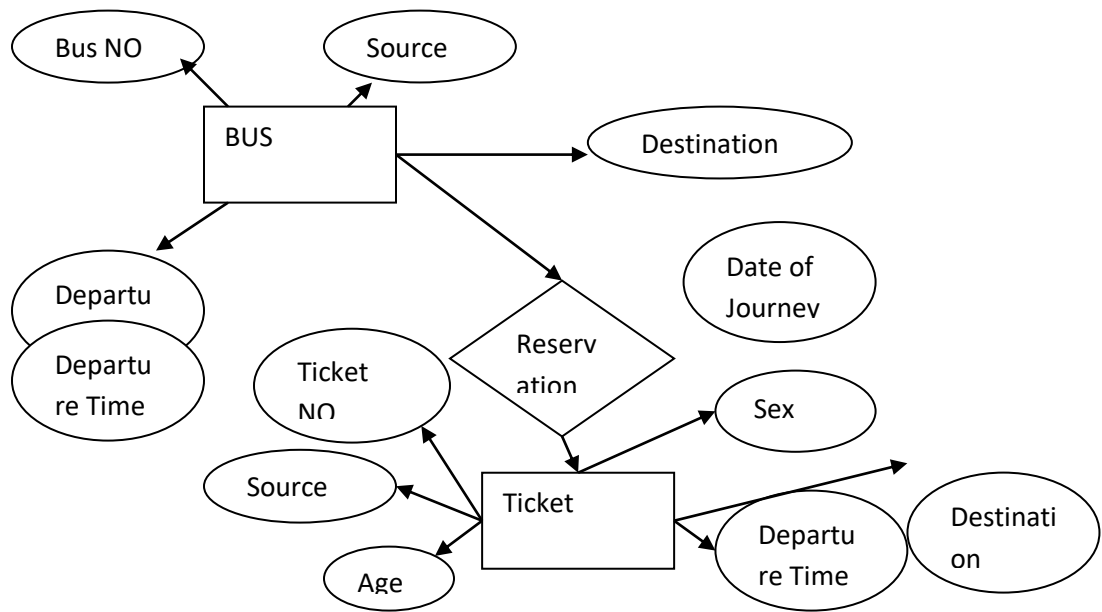 Bus NO
Source
BUS
Destination
Departu
Departu
re Time
Date of
Journey
Reserv
ation
Ticket
NO
Sex
Source
Ticket
Departu
re Time
Destinati
on
Age